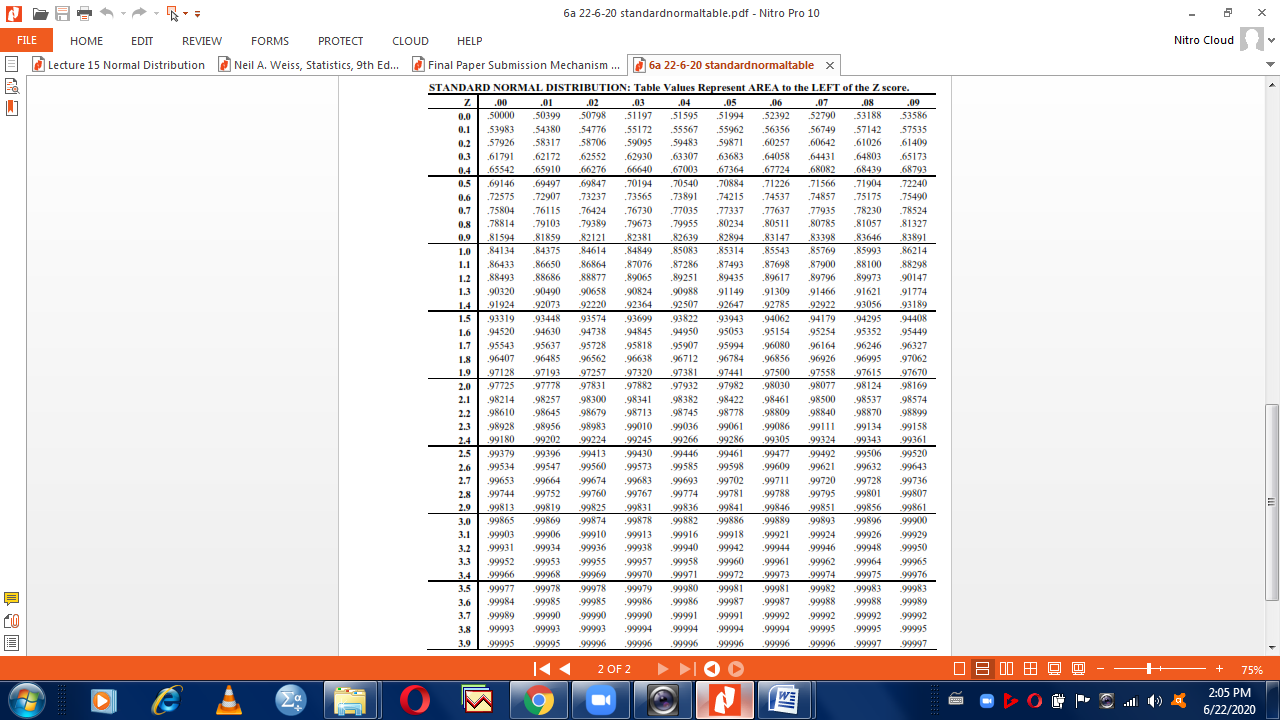 6a 22-6-20 standardnormaltable.pdf - Nitro Pro 10
FILE HOME EDIT REVIEW FORMS PROTECT CLOUD HELP Nitro Cloud
Lecture 15 Normal Distribution Neil A. Weiss, Statistics, 9th Ed... Final Paper Submission Mechanism ... 6a 22-6-20 standardnormaltable
STANDARD NORMAL DISTRIBUTION: Table Values Represent AREA to the LEFT of the Z score.
Z .00 .01 .02 .03 .04 .05 .06 .07 .08 .09
0.0 .50000 .50399 .50798 .51197 .51595 .51994 .52392 .52790 .53188 .53586
0.1 .53983 .54380 .54776 .55172 .55567 .55962 .56356 .56749 .57142 .57535
0.2 .57926 .58317 .58706 .59095 .59483 .59871 .60257 .60642 .61026 .61409
0.3 .61791 .62172 .62552 .62930 .63307 .63683 .64058 .64431 .64803 .65173
0.4 .65542 .65910 .66276 .66640 .67003 .67364 .67724 .68082 .68439 .68793
0.5 .69146 .69497 .69847 .70194 .70540 .70884 .71226 .71566 .71904 .72240
0.6 .72575 .72907 .73237 .73565 .73891 .74215 .74537 .74857 .75175 .75490
0.7 .75804 .76115 .76424 .76730 .77035 .77337 .77637 .77935 .78230 .78524
0.8 .78814 .79103 .79389 .79673 .79955 .80234 .80511 .80785 .81057 .81327
0.9 .81594 .81859 .82121 .82381 .82639 .82894 .83147 .83398 .83646 .83891
1.0 .84134 .84375 .84614 .84849 .85083 .85314 .85543 .85769 .85993 .86214
1.1 .86433 .86650 .86864 .87076 .87286 .87493 .87698 .87900 .88100 .88298
1.2 .88493 .88686 .88877 .89065 .89251 .89435 .89617 .89796 .89973 .90147
1.3 .90320 .90490 .90658 .90824 .90988 .91149 .91309 .91466 .91621 .91774
1.4 .91924 .92073 .92220 .92364 .92507 .92647 .92785 .92922 .93056 .93189
1.5 .93319 .93448 .93574 .93699 .93822 .93943 .94062 .94179 .94295 .94408
1.6 .94520 .94630 .94738 .94845 .94950 .95053 .95154 .95254 .95352 .95449
1.7 .95543 .95637 .95728 .95818 .95907 .95994 .96080 .96164 .96246 .96327
1.8 .96407 .96485 .96562 .96638 .96712 .96784 .96856 .96926 .96995 .97062
1.9 .97128 .97193 .97257 .97320 .97381 .97441 .97500 .97558 .97615 .97670
2.0 .97725 .97778 .97831 .97882 .97932 .97982 .98030 .98077 .98124 .98169
2.1 .98214 .98257 .98300 .98341 .98382 .98422 .98461 .98500 .98537 .98574
2.2 .98610 .98645 .98679 .98713 .98745 .98778 .98809 .98840 .98870 .98899
2.3 .98928 .98956 .98983 .99010 .99036 .99061 .99086 .99111 .99134 .99158
2.4 .99180 .99202 .99224 .99245 .99266 .99286 .99305 .99324 .99343 .99361
2.5 .99379 .99396 .99413 .99430 .99446 .99461 .99477 .99492 .99506 .99520
2.6 .99534 .99547 .99560 .99573 .99585 .99598 .99609 .99621 .99632 .99643
2.7 .99653 .99664 .99674 .99683 .99693 .99702 .99711 .99720 .99728 .99736
2.8 .99744 .99752 .99760 .99767 .99774 .99781 .99788 .99795 .99801 .99807
2.9 .99813 .99819 .99825 .99831 .99836 .99841 .99846 .99851 .99856 .99861
3.0 .99865 .99869 .99874 .99878 .99882 .99886 .99889 .99893 .99896 .99900
3.1 .99903 .99906 .99910 .99913 .99916 .99918 .99921 .99924 .99926 .99929
3.2 .99931 .99934 .99936 .99938 .99940 .99942 .99944 .99946 .99948 .99950
3.3 .99952 .99953 .99955 .99957 .99958 .99960 .99961 .99962 .99964 .99965
3.4 .99966 .99968 .99969 .99970 .99971 .99972 .99973 .99974 .99975 .99976
3.5 .99977 .99978 .99978 .99979 .99980 .99981 .99981 .99982 .99983 .99983
3.6 .99984 .99985 .99985 .99986 .99986 .99987 .99987 .99988 .99988 .99989
3.7 .99989 .99990 .99990 .99990 .99991 .99991 .99992 .99992 .99992 .99992
3.8 .99993 .99993 .99993 .99994 .99994 .99994 .99994 .99995 .99995 .99995
3.9 .99995 .99995 .99996 .99996 .99996 .99996 .99996 .99996 .99997 .99997
2 OF 2 75%
2:05 PM
6/22/2020